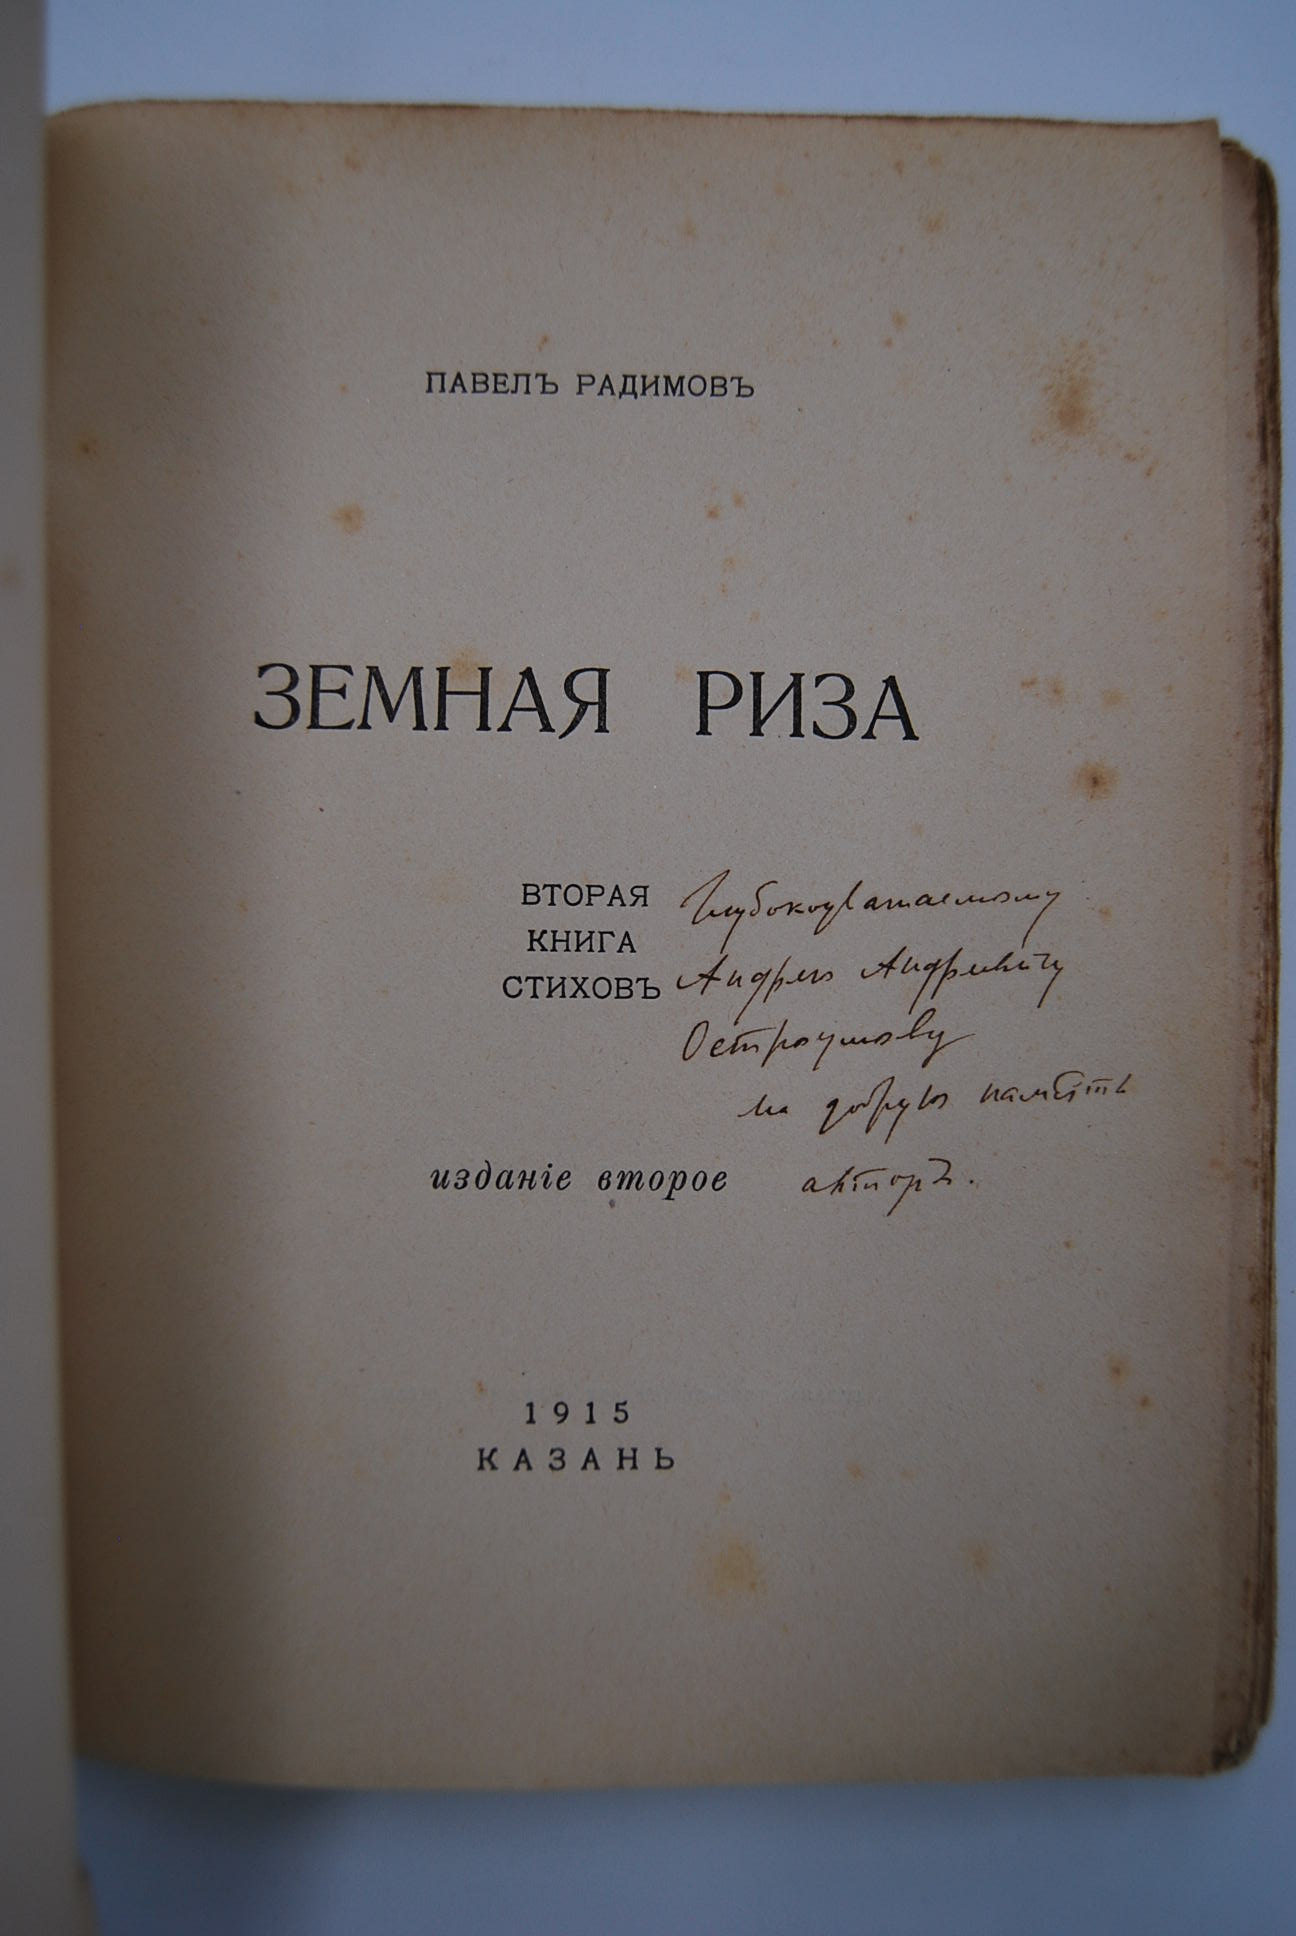 ПАВЕЛЪ РАДИМОВЪ
ЗЕМНАЯ РИЗА
ВТОРАЯ
КНИГА
СТИХОВЪ
Глубокоуважаемому
Андрею Андреевичу
Остроумову
на добрую память
авторъ.
изданіе второе
1915
КАЗАНЬ